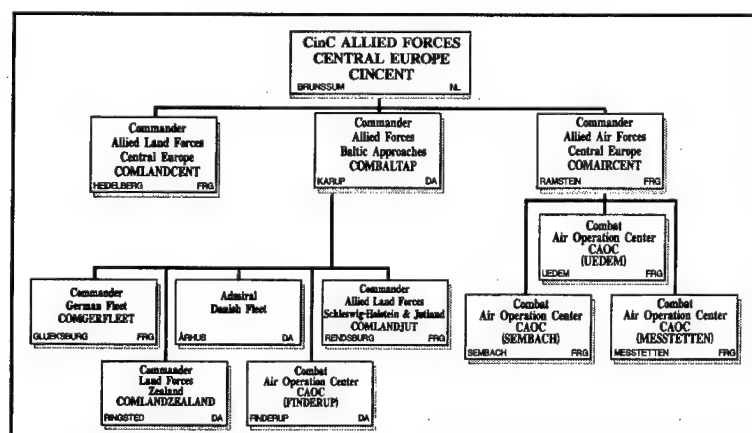 CinC ALLIED FORCES
CENTRAL EUROPE
CINCENT
BRUNSSUM NL
Commander
Allied Land Forces
Central Europe
COMLANDCENT
HEIDELBERG FRG
Commander
Allied Forces
Baltic Approaches
COMBALTAP
KARUP DA
Commander
Allied Air Forces
Central Europe
COMAIRCENT
RAMSTEIN FRG
Combat
Air Operation Center
CAOC
(UEDEM)
UEDEM FRG
Commander
German Fleet
COMGERFLEET
GLUEKSBURG FRG
Admiral
Danish Fleet
ÅRHUS DA
Commander
Allied Land Forces
Schleswig-Holstein & Jutland
COMLANDJUT
RENDSBURG FRG
Combat
Air Operation Center
CAOC
(SEMBACH)
SEMBACH FRG
Combat
Air Operation Center
CAOC
(MESSTETTEN)
MESSTETTEN FRG
Commander
Land Forces
Zealand
COMLANDZEALAND
RINGSTED DA
Combat
Air Operation Center
CAOC
(FINDERUP)
FINDERUP DA